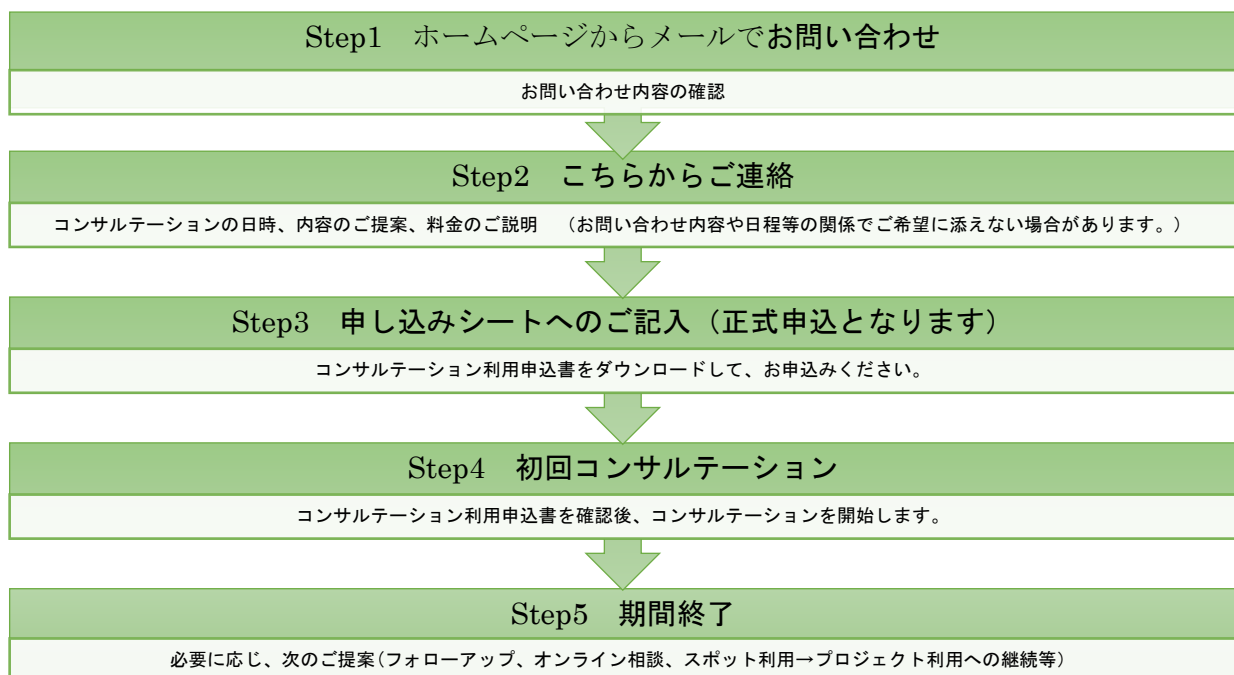 Step1　ホームページからメールでお問い合わせ
お問い合わせ内容の確認
Step2　こちらからご連絡
コンサルテーションの日時、内容のご提案、料金のご説明　（お問い合わせ内容や日程等の関係でご希望に添えない場合があります。）
Step3　申し込みシートへのご記入（正式申込となります）
コンサルテーション利用申込書をダウンロードして、お申込みください。
Step4　初回コンサルテーション
コンサルテーション利用申込書を確認後、コンサルテーションを開始します。
Step5　期間終了
必要に応じ、次のご提案（フォローアップ、オンライン相談、スポット利用→プロジェクト利用への継続等）